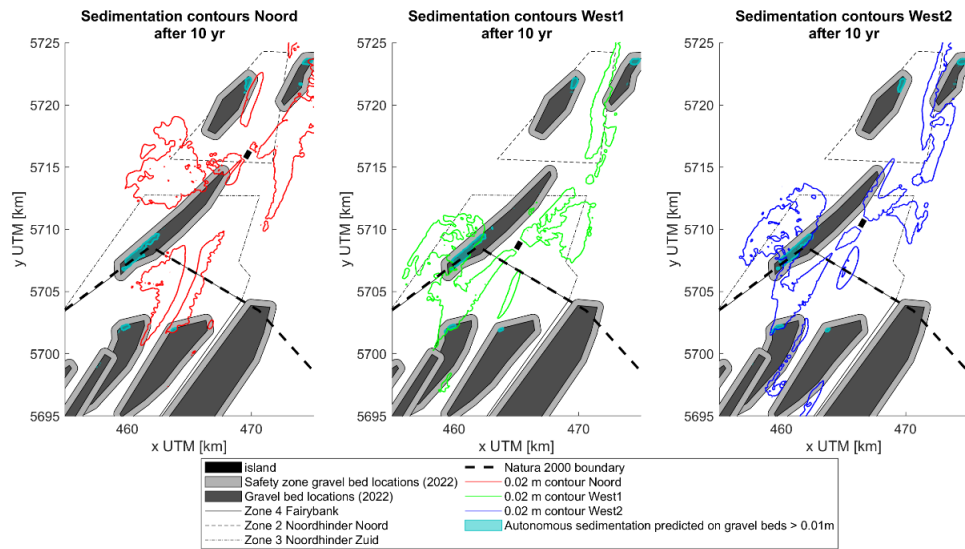 Sedimentation contours Noord
after 10 yr
Sedimentation contours West1
after 10 yr
Sedimentation contours West2
after 10 yr
5725
5720
5715
5710
5705
5700
5695
y UTM [km]
460
470
x UTM [km]
5725
5720
5715
5710
5705
5700
5695
y UTM [km]
460
470
x UTM [km]
5725
5720
5715
5710
5705
5700
5695
y UTM [km]
460
470
x UTM [km]
island
Safety zone gravel bed locations (2022)
Gravel bed locations (2022)
Zone 4 Fairybank
Zone 2 Noordhinder Noord
Zone 3 Noordhinder Zuid
Natura 2000 boundary
0.02 m contour Noord
0.02 m contour West1
0.02 m contour West2
Autonomous sedimentation predicted on gravel beds > 0.01m